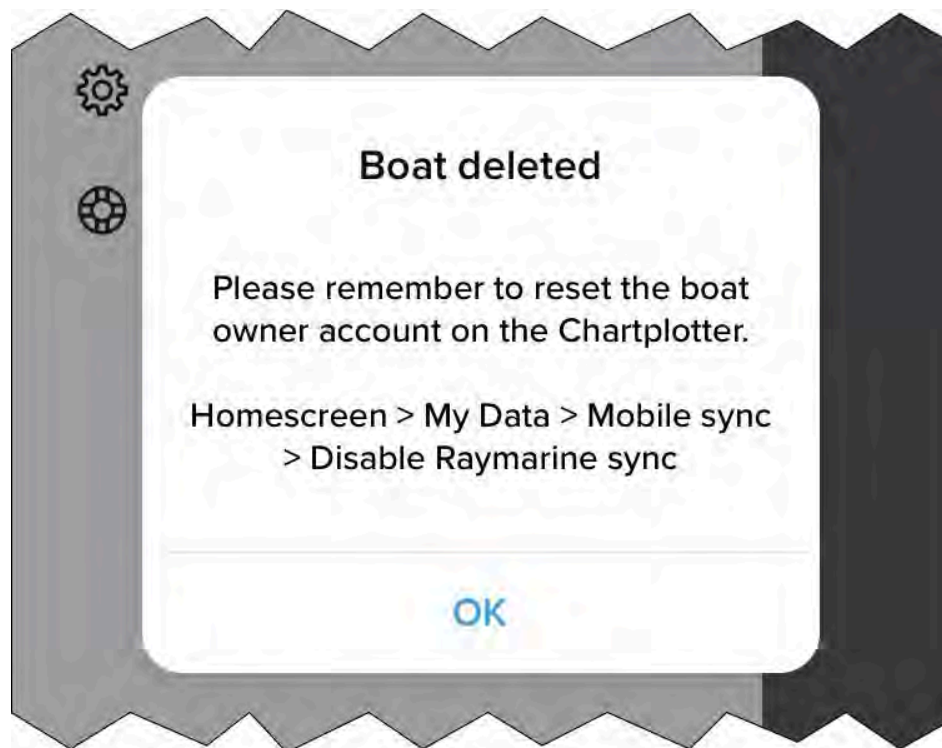 Boat deleted
Please remember to reset the boat
owner account on the Chartplotter.
Homescreen > My Data > Mobile sync
> Disable Raymarine sync
OK